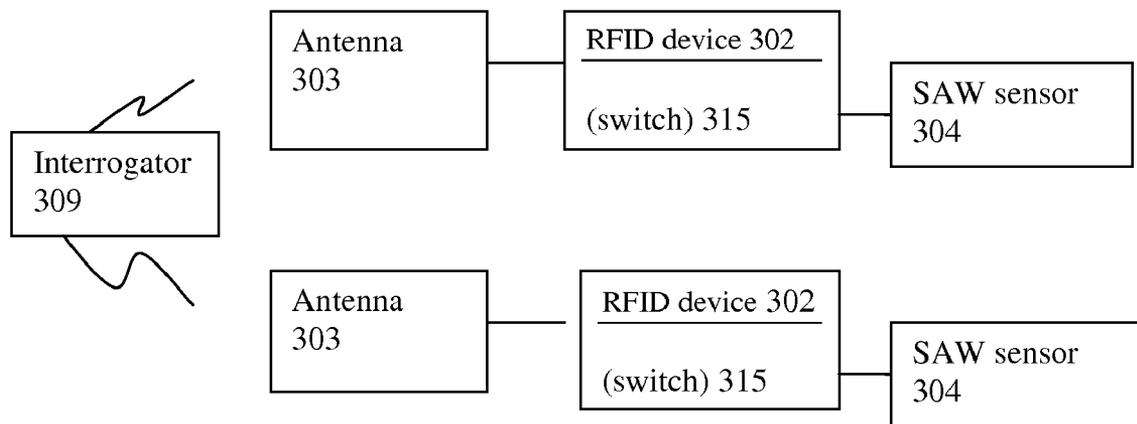 Antenna
303
RFID device 302
(switch) 315
SAW sensor
304
Interrogator
309
Antenna
303
RFID device 302
(switch) 315
SAW sensor
304